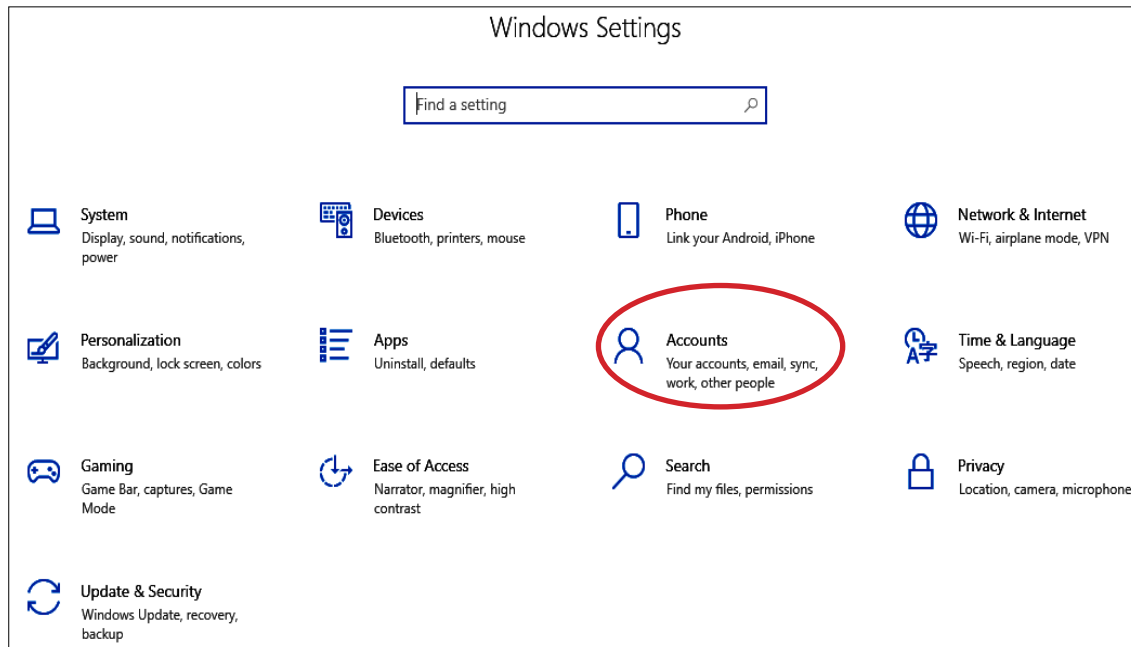 Windows Settings
Find a setting
System
Display, sound, notifications,
power
Devices
Bluetooth, printers, mouse
Phone
Link your Android, iPhone
Network & Internet
Wi-Fi, airplane mode, VPN
Personalization
Background, lock screen, colors
Apps
Uninstall, defaults
Accounts
Your accounts, email, sync,
work, other people
Time & Language
Speech, region, date
Gaming
Game Bar, captures, Game
Mode
Ease of Access
Narrator, magnifier, high
contrast
Search
Find my files, permissions
Privacy
Location, camera, microphone
Update & Security
Windows Update, recovery,
backup